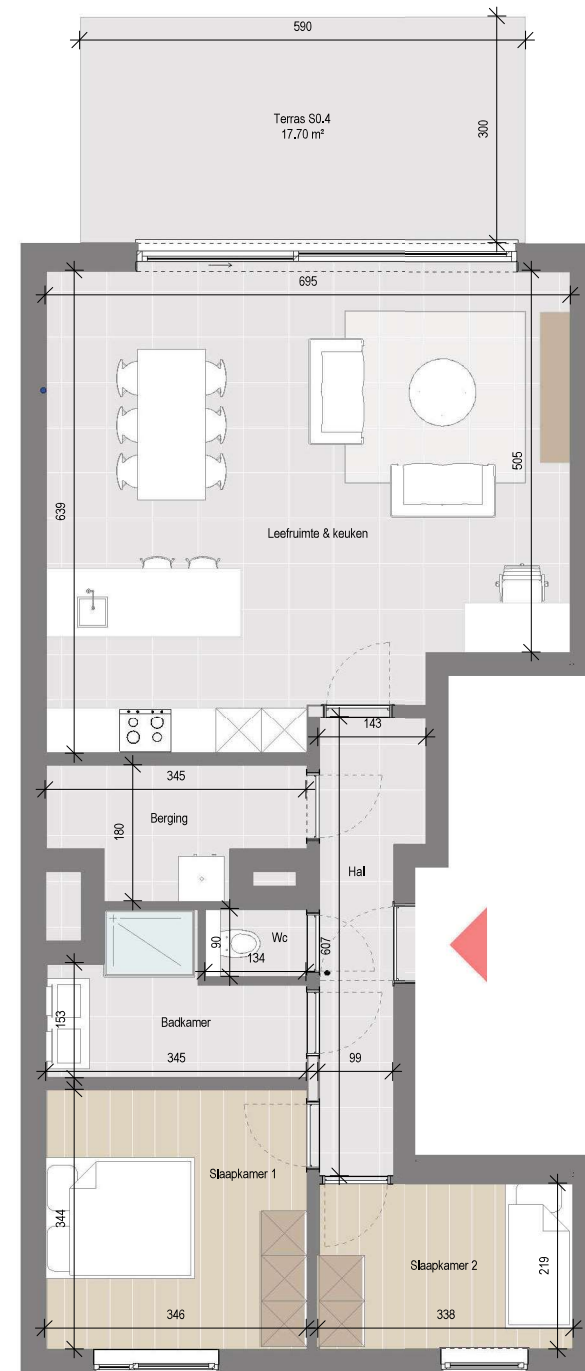 590
Terras S0.4
17.70 m²
300
695
505
639
Leefruimte & keuken
143
345
Berging
180
Hal
Wc
90
134
607
Badkamer
153
345
99
Slaapkamer 1
344
Slaapkamer 2
219
346
338